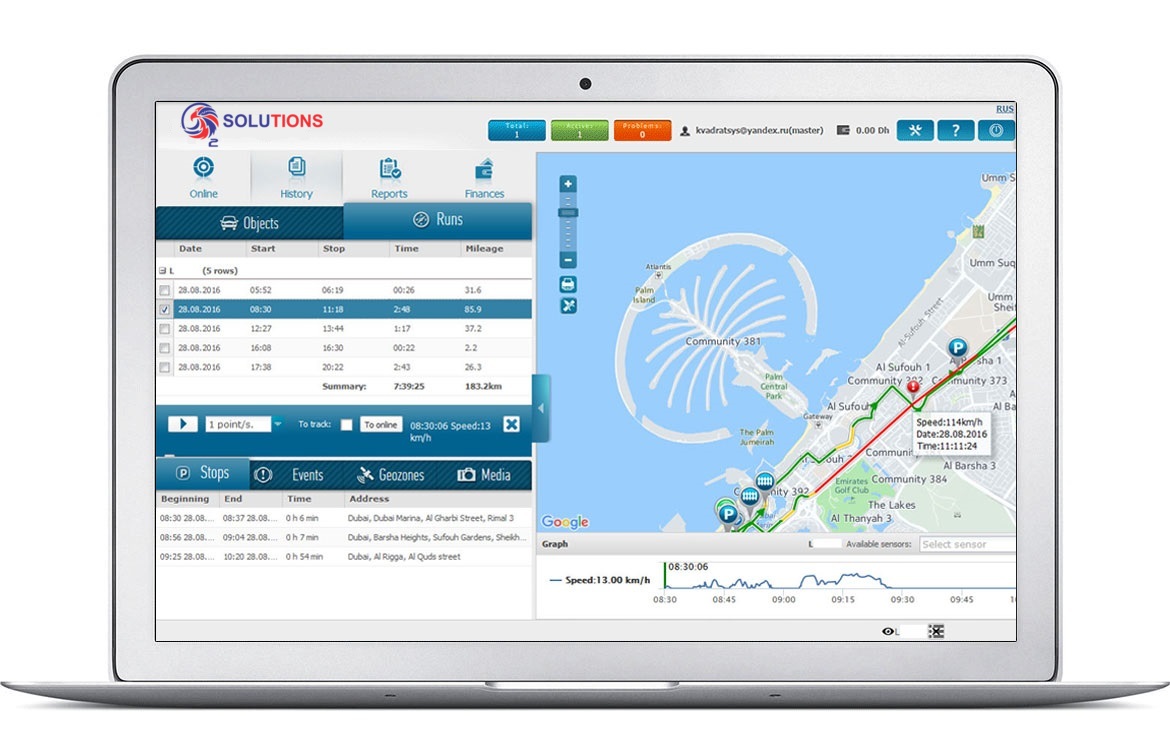 SOLUTIONS
2
RUS
Total: 1
Active: 1
Problems: 0
kvadratsys@yandex.ru(master)
0.00 Dh
?
Online
History
Reports
Finances
Objects
Runs
Date Start Stop Time Mileage
L (5 rows)
28.08.2016 05:52 06:19 00:26 31.6
28.08.2016 08:30 11:18 2:48 85.9
28.08.2016 12:27 13:44 1:17 37.2
28.08.2016 16:08 16:30 00:22 2.2
28.08.2016 17:38 20:22 2:43 26.3
Summary: 7:39:25 183.2km
1 point/s.
To track:
To online
08:30:06 Speed:13
km/h
P Stops
Events
Geozones
Media
Beginning End Time Address
08:30 28.08.... 08:37 28.08.... 0 h 6 min Dubai, Dubai Marina, Al Gharbi Street, Rimal 3
08:56 28.08.... 09:04 28.08.... 0 h 7 min Dubai, Barsha Heights, Sufouh Gardens, Sheikh...
09:25 28.08.... 10:20 28.08.... 0 h 54 min Dubai, Al Rigga, Al Quds street
Umm S
Umm Suq
Umm
Sheif
Atlantis
Palm
Island
Community 381
Palm
Central
Park
Al-Sufouh Street
P
Al Sufouh 1
Community 373
Gateway
Al Sufouh
The Palm
Jumeirah
Speed:114km/h
Date:28.08.2016
Time:11:11:24
Al Ba
Al Barsha 3
Community 384
Community 392
Emirates
Golf Club
The Lakes
Al Thanyah 3
P
Google
Graph
L
Available sensors:
Select sensor
Speed:13.00 km/h
08:30:06
08:30 08:45 09:00 09:15 09:30 09:45
L